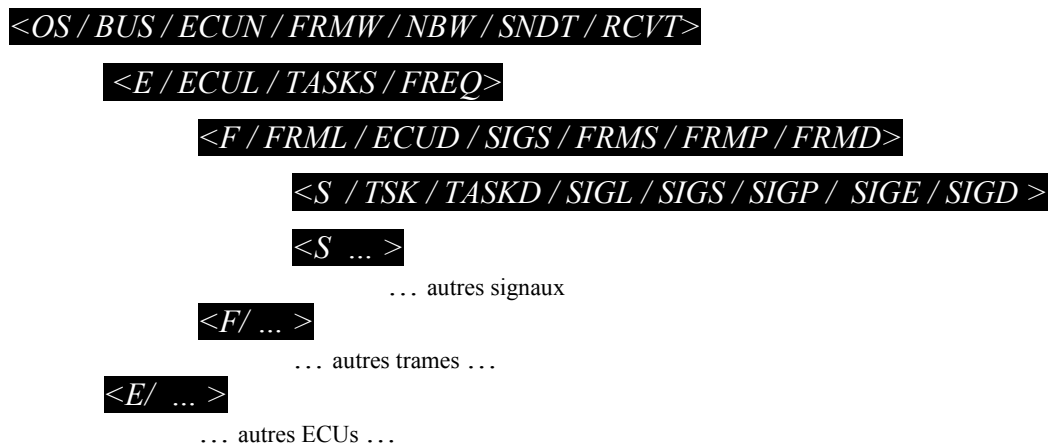 <OS / BUS / ECUN / FRMW / NBW / SNDT / RCVT>
<E / ECUL / TASKS / FREQ>
<F / FRML / ECUD / SIGS / FRMS / FRMP / FRMD>
<S / TSK / TASKD / SIGL / SIGS / SIGP / SIGE / SIGD >
<S ... >
... autres signaux
<F/ ... >
... autres trames ...
<E/ ... >
... autres ECUs ...